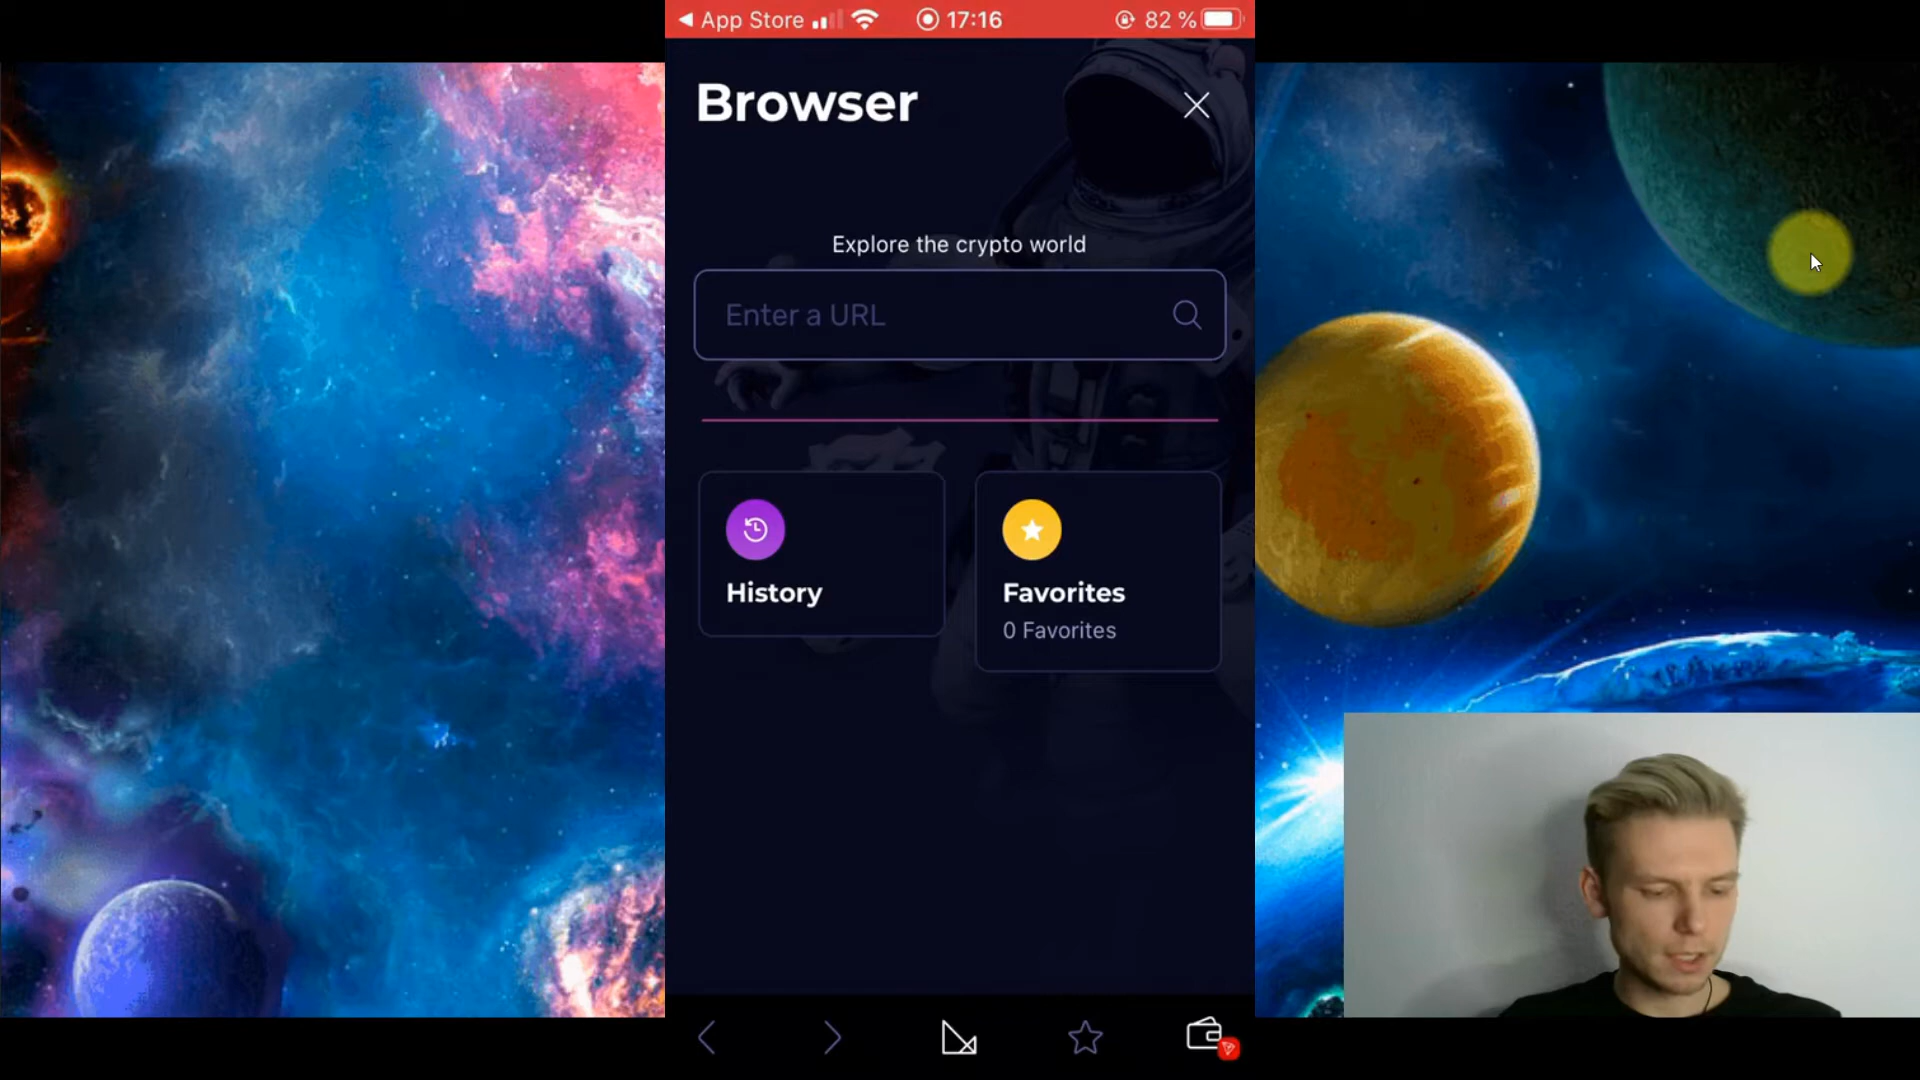 App Store
17:16
82 %
Browser
Explore the crypto world
Enter a URL
History
Favorites
0 Favorites